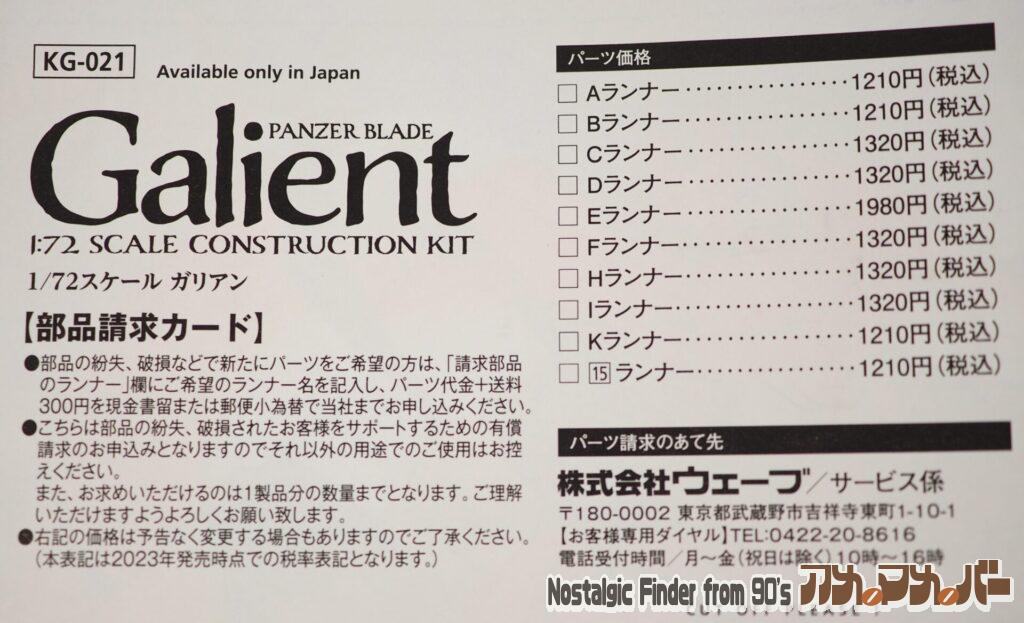 KG-021
Available only in Japan
PANZER BLADE
Galient
1:72 SCALE CONSTRUCTION KIT
1/72スケール ガリアン
【部品請求カード】
●部品の紛失、破損などで新たにパーツをご希望の方は、「請求部品
のランナー」欄にご希望のランナー名を記入し、パーツ代金+送料
300円を現金書留または郵便小為替で当社までお申し込みください。
●こちらは部品の紛失、破損されたお客様をサポートするための有償
請求のお申込みとなりますのでそれ以外の用途でのご使用はお控
えください。
また、お求めいただけるのは1製品分の数量までとなります。ご理解
いただけますようよろしくお願い致します。
●右記の価格は予告なく変更する場合もありますのでご了承ください。
(本表記は2023年発売時点での税率表記となります。)
パーツ価格
□ Aランナー・・・・・・・・・・・・・・・・1210円(税込)
□ Bランナー・・・・・・・・・・・・・・・・1210円(税込)
□ Cランナー・・・・・・・・・・・・・・・・1320円(税込)
□ Dランナー・・・・・・・・・・・・・・・・1320円(税込)
□ Eランナー・・・・・・・・・・・・・・・・1980円(税込)
□ Fランナー・・・・・・・・・・・・・・・・1320円(税込)
□ Hランナー・・・・・・・・・・・・・・・・1320円(税込)
□ Iランナー・・・・・・・・・・・・・・・・1320円(税込)
□ Kランナー・・・・・・・・・・・・・・・・1210円(税込)
□ 15ランナー・・・・・・・・・・・・・・・1210円(税込)
パーツ請求のあて先
株式会社ウェーブ/サービス係
〒180-0002 東京都武蔵野市吉祥寺東町1-10-1
【お客様専用ダイヤル】TEL:0422-20-8616
電話受付時間/月〜金(祝日は除く)10時〜16時
Nostalgic Finder from 90's